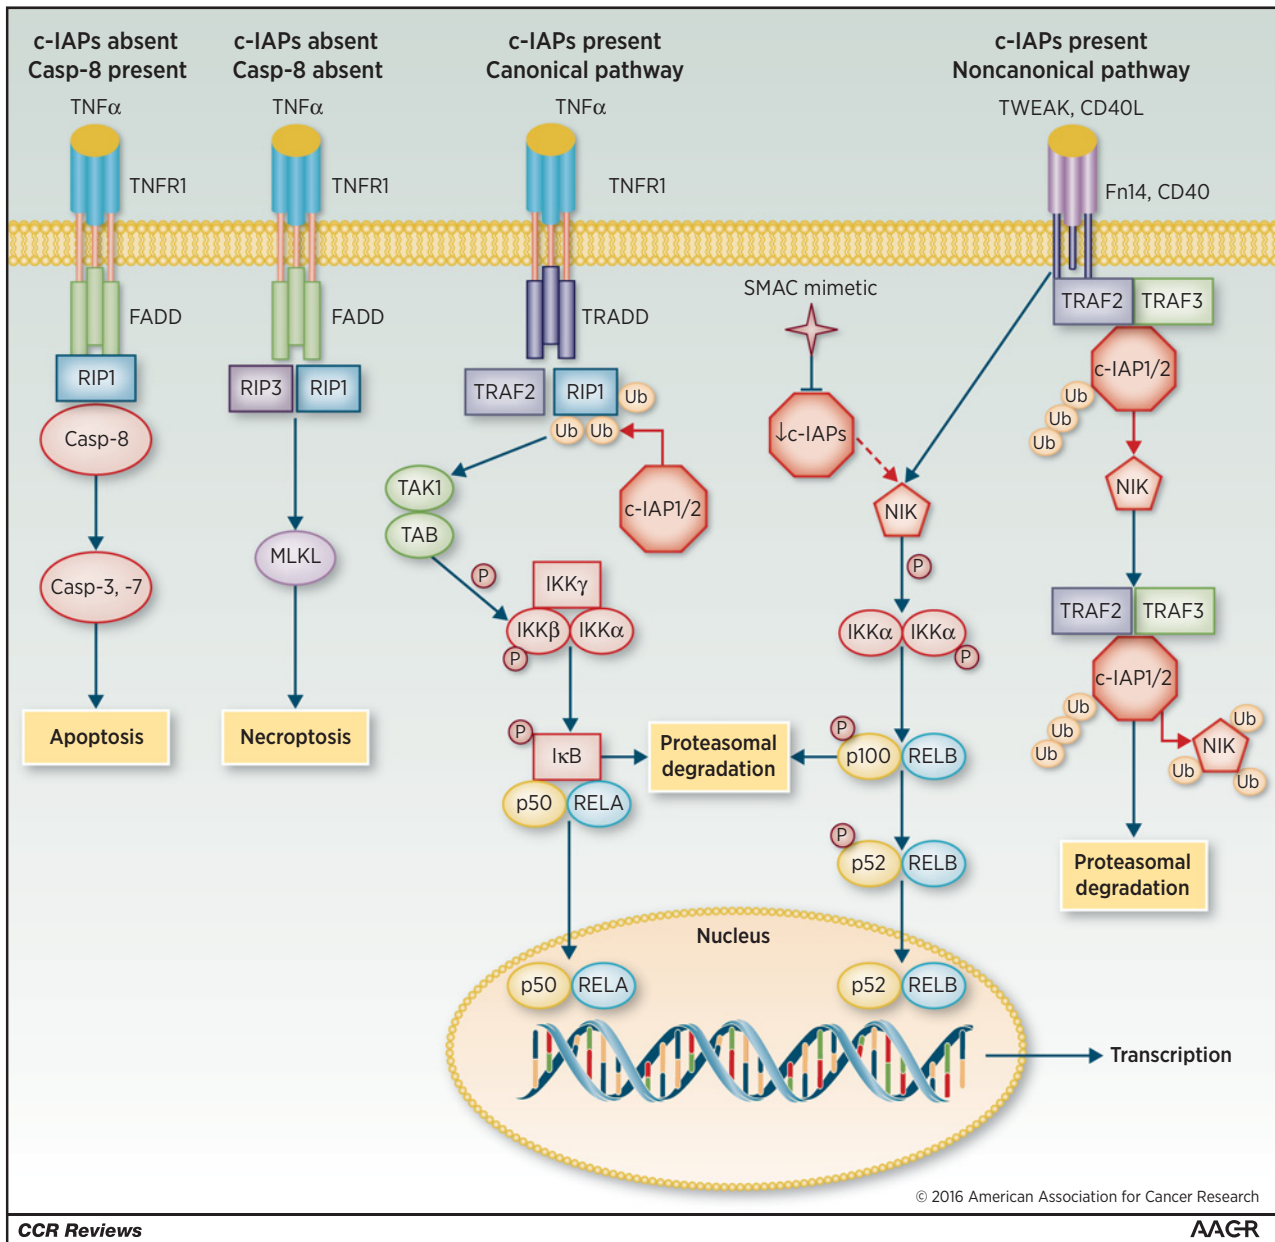 c-IAPs absent
Casp-8 present
c-IAPs absent
Casp-8 absent
c-IAPs present
Canonical pathway
c-IAPs present
Noncanonical pathway
TNFα
TNFα
TNFα
TWEAK, CD40L
TNFR1
TNFR1
TNFR1
Fn14, CD40
FADD
FADD
TRADD
SMAC mimetic
TRAF2
TRAF3
RIP1
RIP3
RIP1
TRAF2
RIP1
Ub
Ub
Ub
c-IAP1/2
Ub
Ub
Ub
Casp-8
↓c-IAPs
TAK1
TAB
c-IAP1/2
NIK
NIK
MLKL
Casp-3, -7
P
IKKγ
IKKβ
IKKα
P
P
IKKα
IKKα
P
TRAF2
TRAF3
c-IAP1/2
Ub
Ub
Ub
NIK
Ub
Ub
Ub
Apoptosis
Necroptosis
P
IκB
p50
RELA
Proteasomal
degradation
P
p100
RELB
P
p52
RELB
Proteasomal
degradation
Nucleus
p50
RELA
p52
RELB
Transcription
© 2016 American Association for Cancer Research
CCR Reviews
AACR